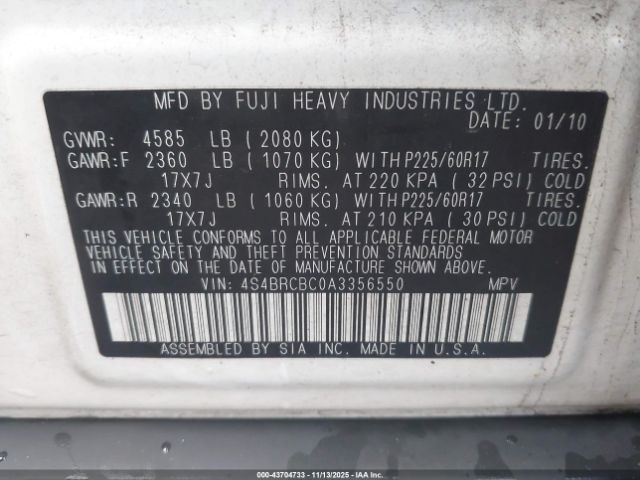 MFD BY FUJI HEAVY INDUSTRIES LTD.
DATE: 01/10
GVWR: 4585 LB ( 2080 KG)
GAWR:F 2360 LB ( 1070 KG) WITH P225/60R17 TIRES.
17X7J RIMS. AT 220 KPA ( 32 PSI) COLD
GAWR:R 2340 LB ( 1060 KG) WITH P225/60R17 TIRES.
17X7J RIMS. AT 210 KPA ( 30 PSI) COLD
THIS VEHICLE CONFORMS TO ALL APPLICABLE FEDERAL MOTOR
VEHICLE SAFETY AND THEFT PREVENTION STANDARDS
IN EFFECT ON THE DATE OF MANUFACTURE SHOWN ABOVE.
VIN: 4S4BRCBC0A3356550 MPV
ASSEMBLED BY SIA INC. MADE IN U.S.A.
000-43704733 - 11/13/2025 - IAAI.COM